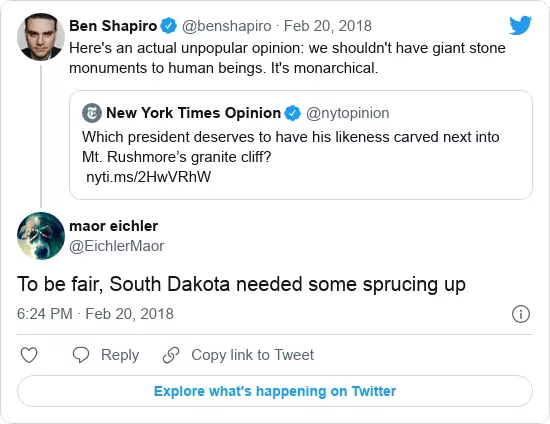 Ben Shapiro @benshapiro · Feb 20, 2018
Here's an actual unpopular opinion: we shouldn't have giant stone
monuments to human beings. It's monarchical.
New York Times Opinion @nytopinion
Which president deserves to have his likeness carved next into
Mt. Rushmore’s granite cliff?
nyti.ms/2HwVRhW
maor eichler
@EichlerMaor
To be fair, South Dakota needed some sprucing up
6:24 PM · Feb 20, 2018
Reply Copy link to Tweet
Explore what's happening on Twitter